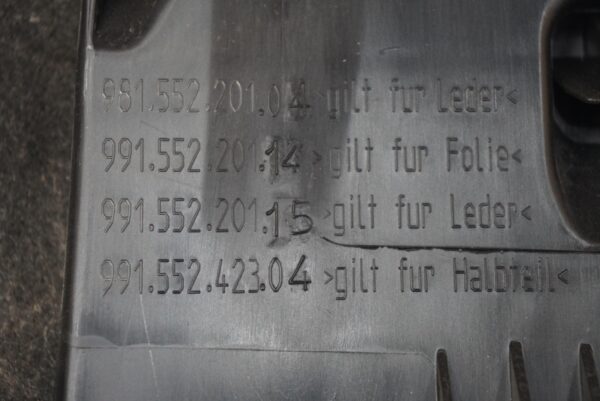 981.552.201.04 >gilt fur Leder<
991.552.201.14 >gilt fur Folie<
991.552.201.15 >gilt fur Leder<
991.552.423.04 >gilt fur Halbteil<